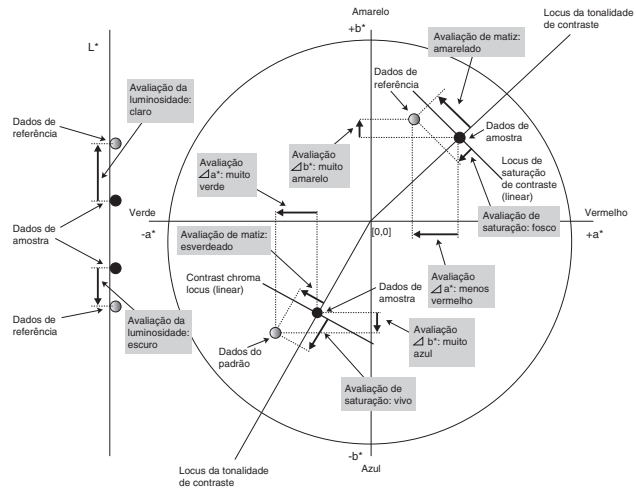 Amarelo
+b*
Locus da tonalidade
de contraste
L*
Avaliação da
luminosidade:
claro
Dados de
referência
Avaliação de matiz:
amarelado
Dados de
referência
Dados de
amostra
Avaliação
⊿a*: muito
verde
Avaliação
⊿b*: muito
amarelo
Locus de
saturação
de contraste
(linear)
Verde
-a*
[0,0]
Avaliação de
saturação: fosco
Vermelho
+a*
Dados de
amostra
Avaliação de matiz:
esverdeado
Avaliação
⊿ a*: menos
vermelho
Contrast chroma
locus (linear)
Dados de
amostra
Dados de
referência
Avaliação da
luminosidade:
escuro
Dados do
padrão
Avaliação
⊿ b*: muito
azul
Avaliação de
saturação: vivo
-b*
Azul
Locus da tonalidade
de contraste